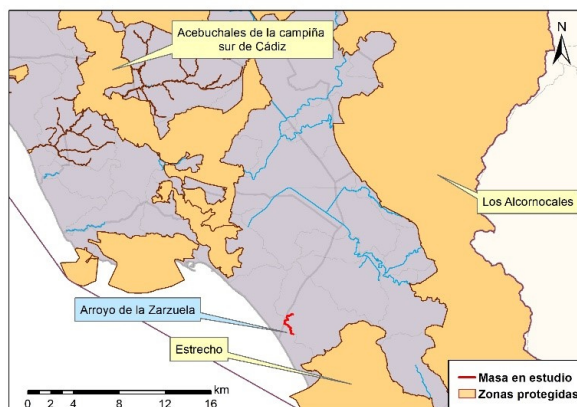 Acebuchales de la campiña
sur de Cádiz
N
Los Alcornocales
Arroyo de la Zarzuela
Estrecho
km
0 2 4 8 12 16
Masa en estudio
Zonas protegidas